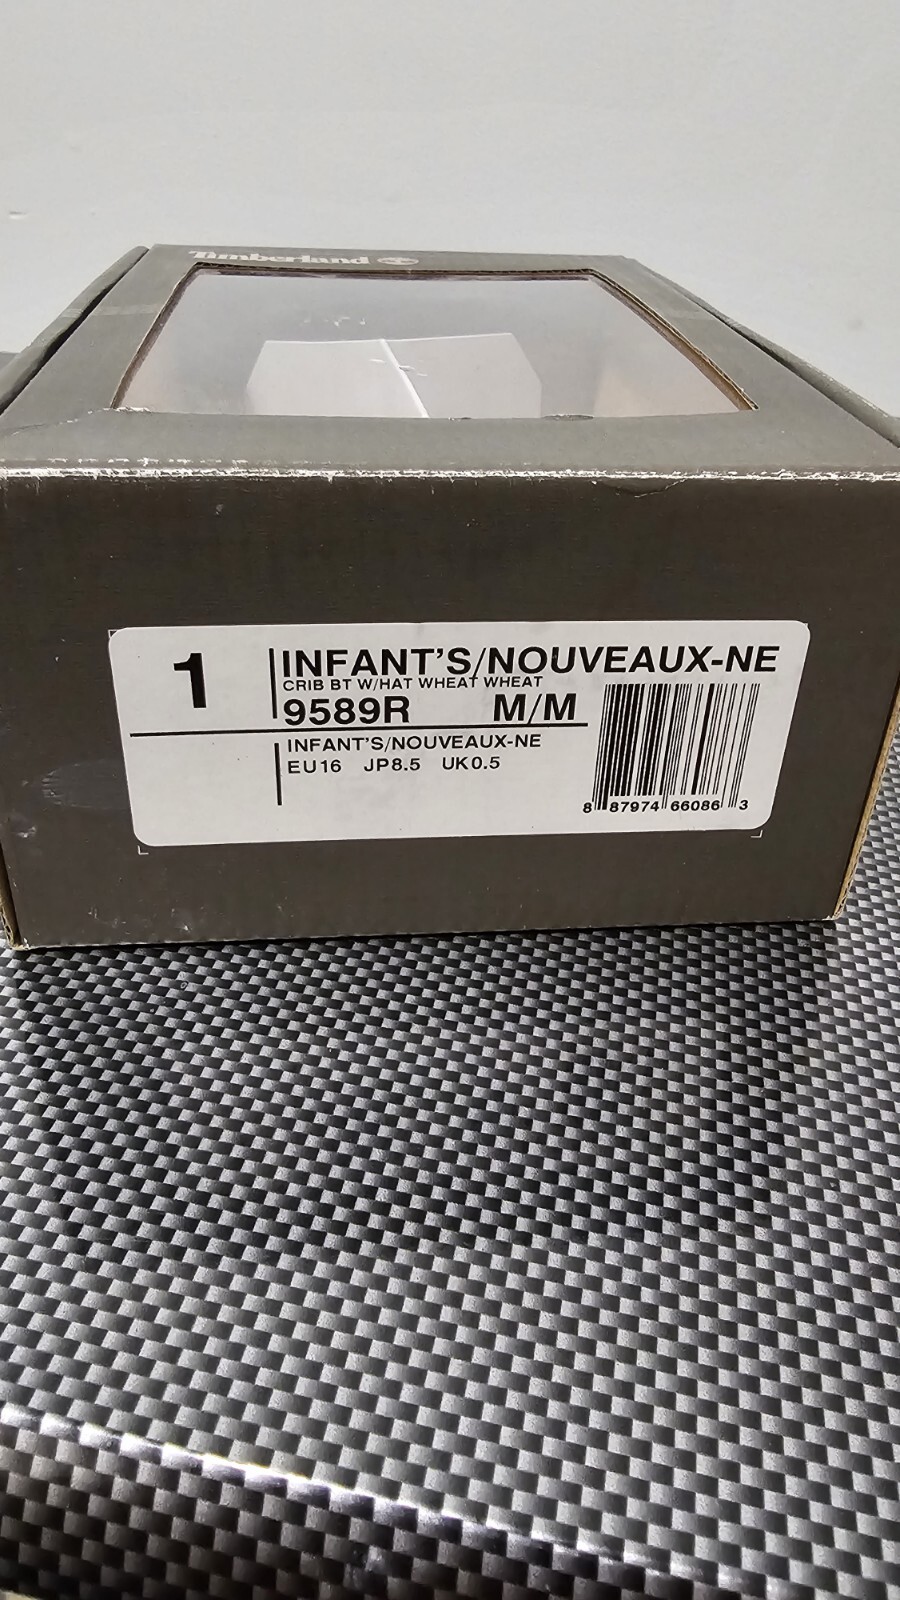 Timberland
1
INFANT'S/NOUVEAUX-NE
CRIB BT W/HAT WHEAT WHEAT
9589R M/M
INFANT'S/NOUVEAUX-NE
EU16 JP8.5 UK0.5
8 87974 66086 3